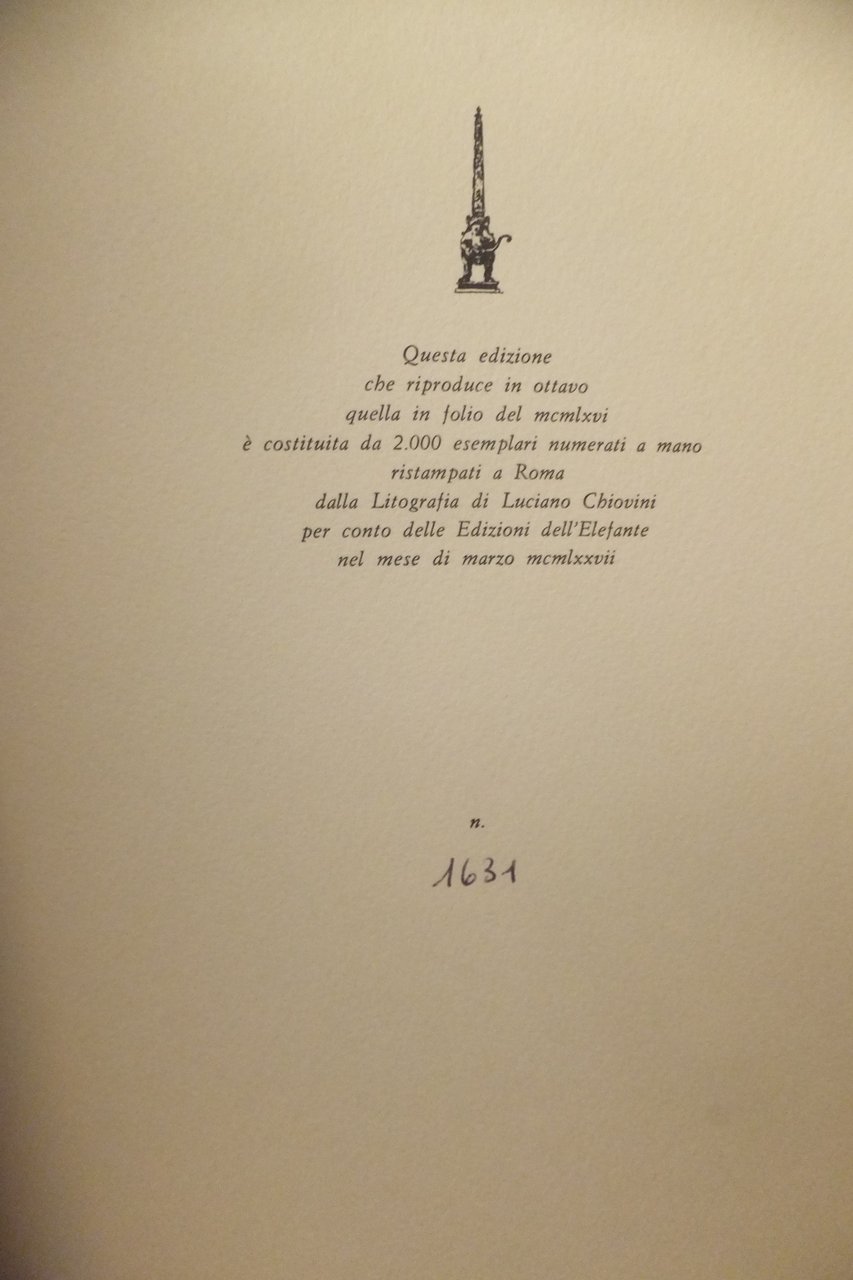 Questa edizione
che riproduce in ottavo
quella in folio del mcmlxvi
è costituita da 2.000 esemplari numerati a mano
ristampati a Roma
dalla Litografia di Luciano Chiovini
per conto delle Edizioni dell'Elefante
nel mese di marzo mcmlxxvii
n.
1631